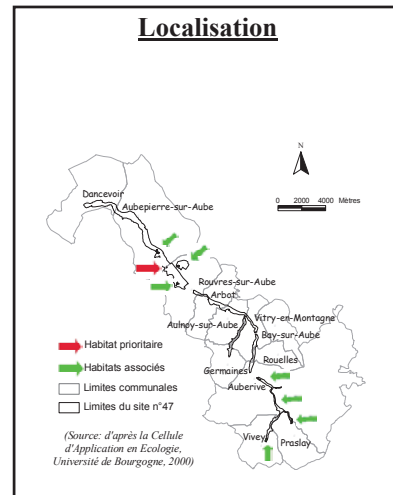 Localisation
N
0 2000 4000 Mètres
Dancevoir
Aubepierre-sur-Aube
Rouvres-sur-Aube
Arbot
Vitry-en-Montagne
Aulnoy-sur-Aube
Bay-sur-Aube
Rouelles
Germaines
Auberive
Vivey
Praslay
Habitat prioritaire
Habitats associés
Limites communales
Limites du site n°47
(Source: d'après la Cellule
d'Application en Ecologie,
Université de Bourgogne, 2000)